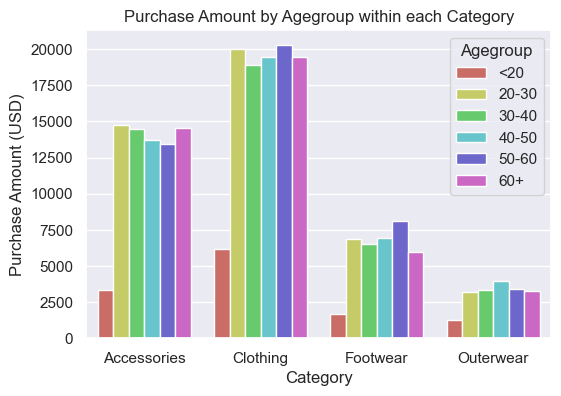 Purchase Amount by Agegroup within each Category
Purchase Amount (USD)
20000
17500
15000
12500
10000
7500
5000
2500
0
Agegroup
<20
20-30
30-40
40-50
50-60
60+
Accessories
Clothing
Footwear
Outerwear
Category